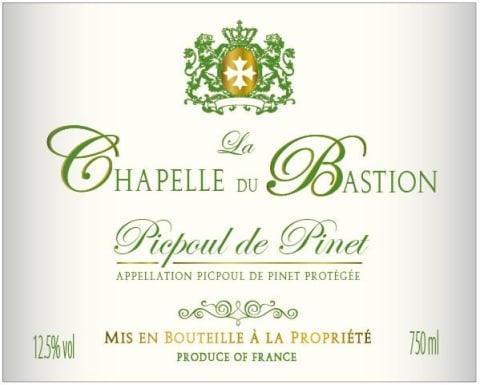 La
Chapelle du Bastion
Picpoul de Pinet
APPELLATION PICPOUL DE PINET PROTÉGÉE
12.5% vol
MIS EN BOUTEILLE À LA PROPRIÉTÉ
PRODUCE OF FRANCE
750 ml